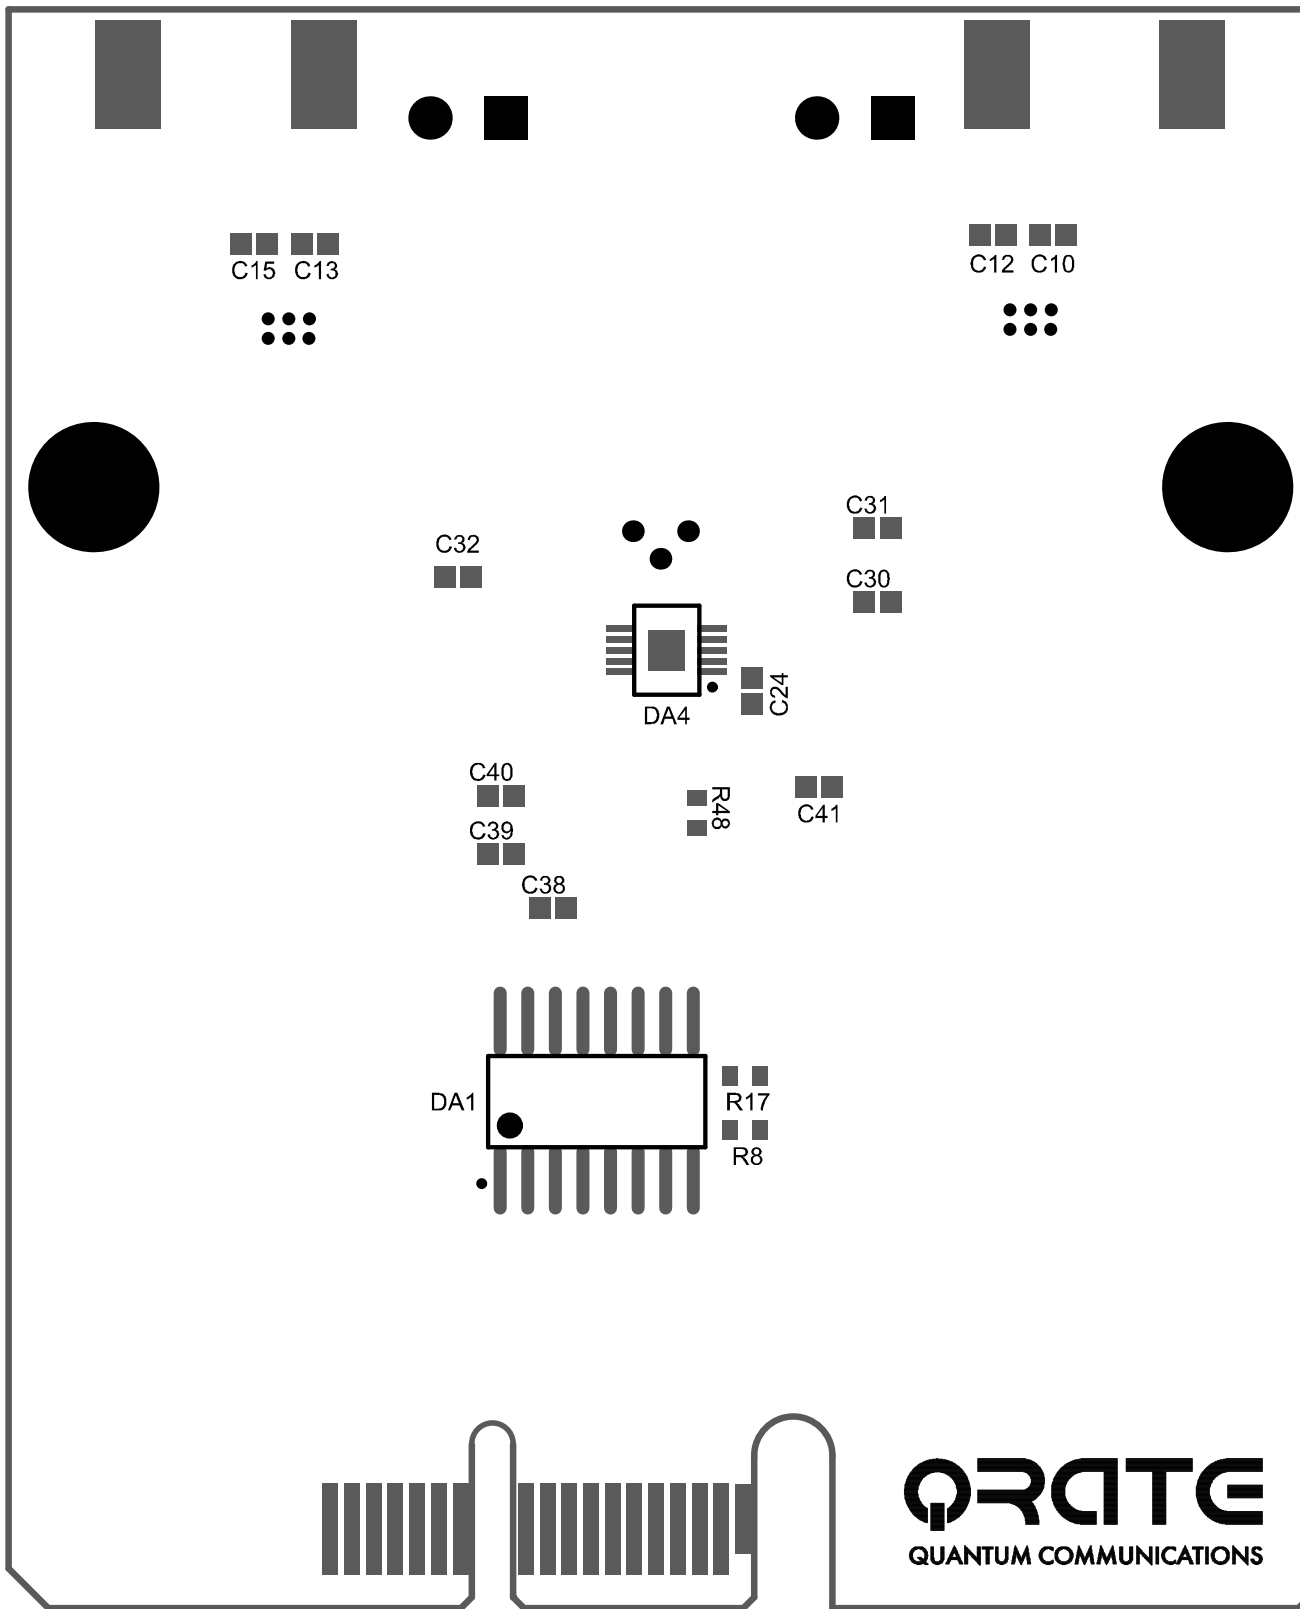 C15 C13
C12 C10
C31
C32
C30
C24
DA4
C40
R48
C41
C39
C38
DA1
R17
R8
QRATE
QUANTUM COMMUNICATIONS